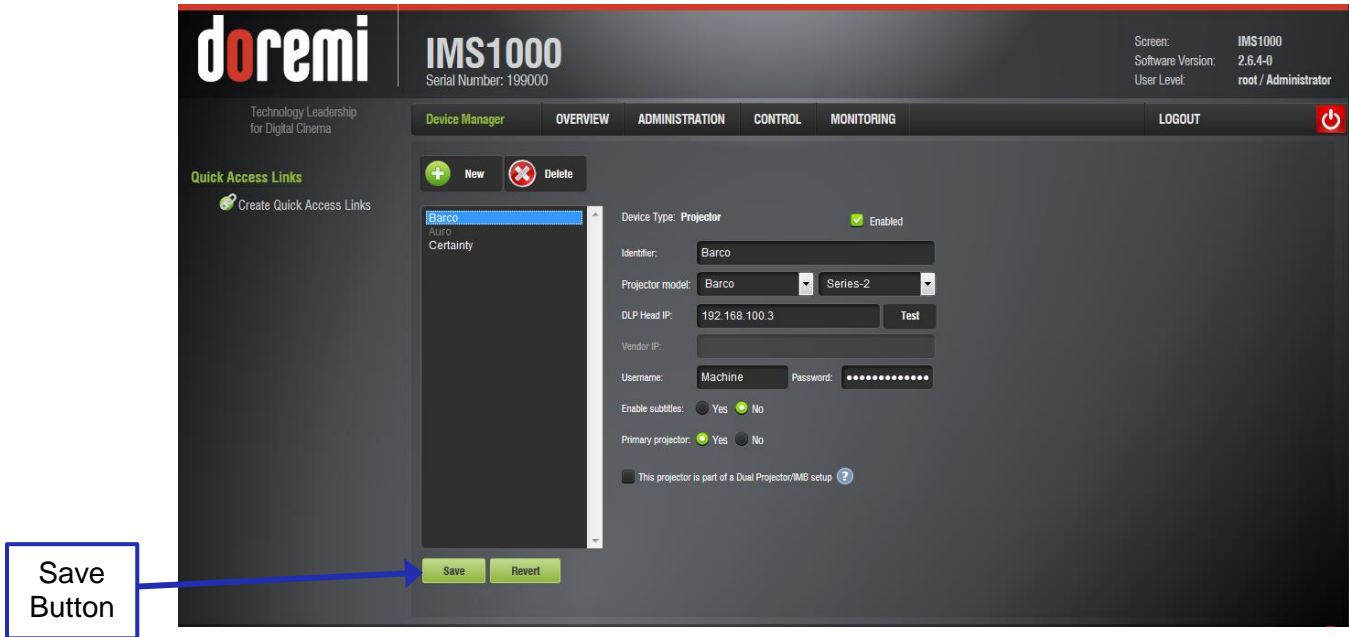 doremi
IMS1000
Serial Number: 199000
Screen: IMS1000
Software Version: 2.6.4-0
User Level: root / Administrator
Technology Leadership
for Digital Cinema
Device Manager OVERVIEW ADMINISTRATION CONTROL MONITORING LOGOUT
Quick Access Links
Create Quick Access Links
New Delete
Barco
Auro
Certainty
Device Type: Projector Enabled
Identifier: Barco
Projector model: Barco Series-2
DLP Head IP: 192.168.100.3 Test
Vendor IP:
Username: Machine Password: •••••••••••••
Enable subtitles: Yes No
Primary projector: Yes No
This projector is part of a Dual Projector/IMB setup ?
Save Revert
Save
Button